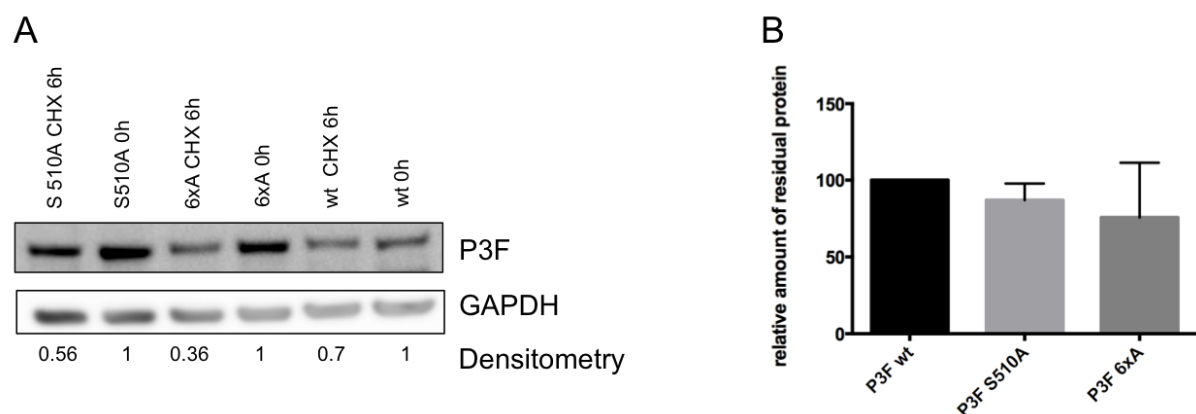 A
S 510A CHX 6h
S510A 0h
6xA CHX 6h
6xA 0h
wt CHX 6h
wt 0h
P3F
GAPDH
0.56 1 0.36 1 0.7 1 Densitometry
B
relative amount of residual protein
150
100
50
0
P3F wt
P3F S510A
P3F 6xA